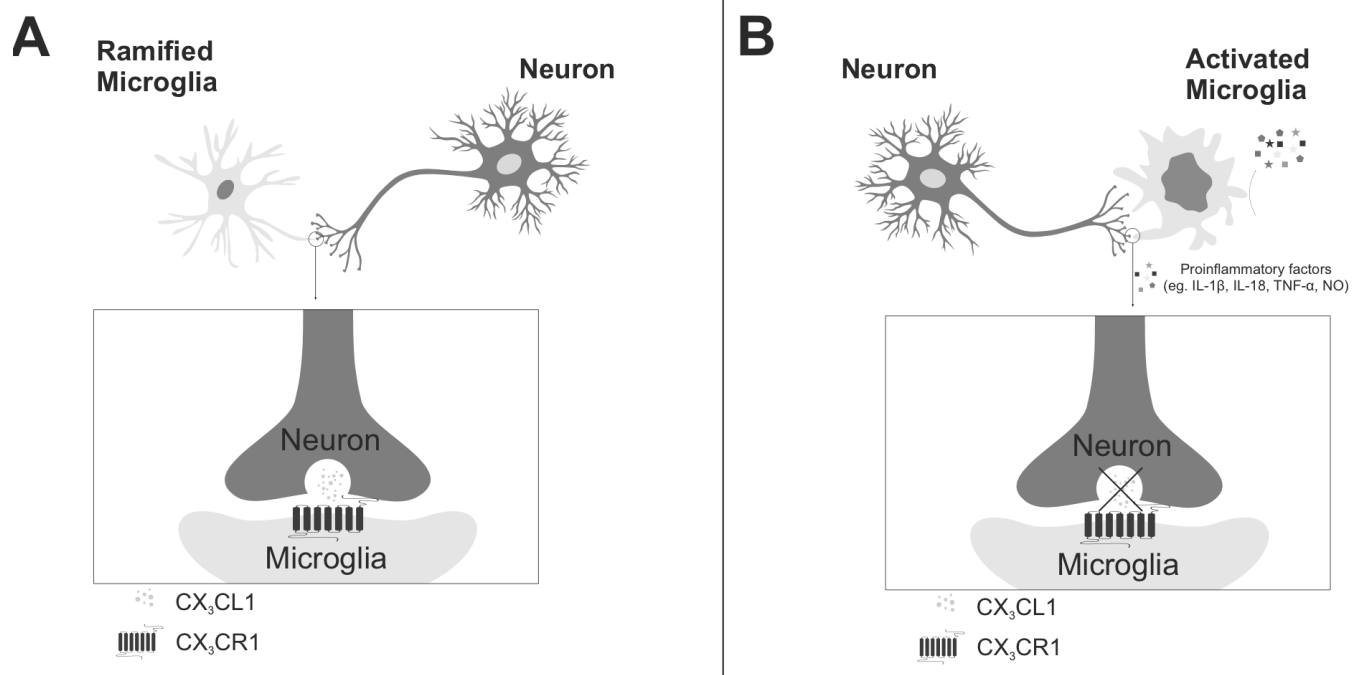 A
Ramified
Microglia
Neuron
Neuron
Microglia
CX₃CL1
CX₃CR1
B
Neuron
Activated
Microglia
Proinflammatory factors
(eg. IL-1β, IL-18, TNF-α, NO)
Neuron
Microglia
CX₃CL1
CX₃CR1